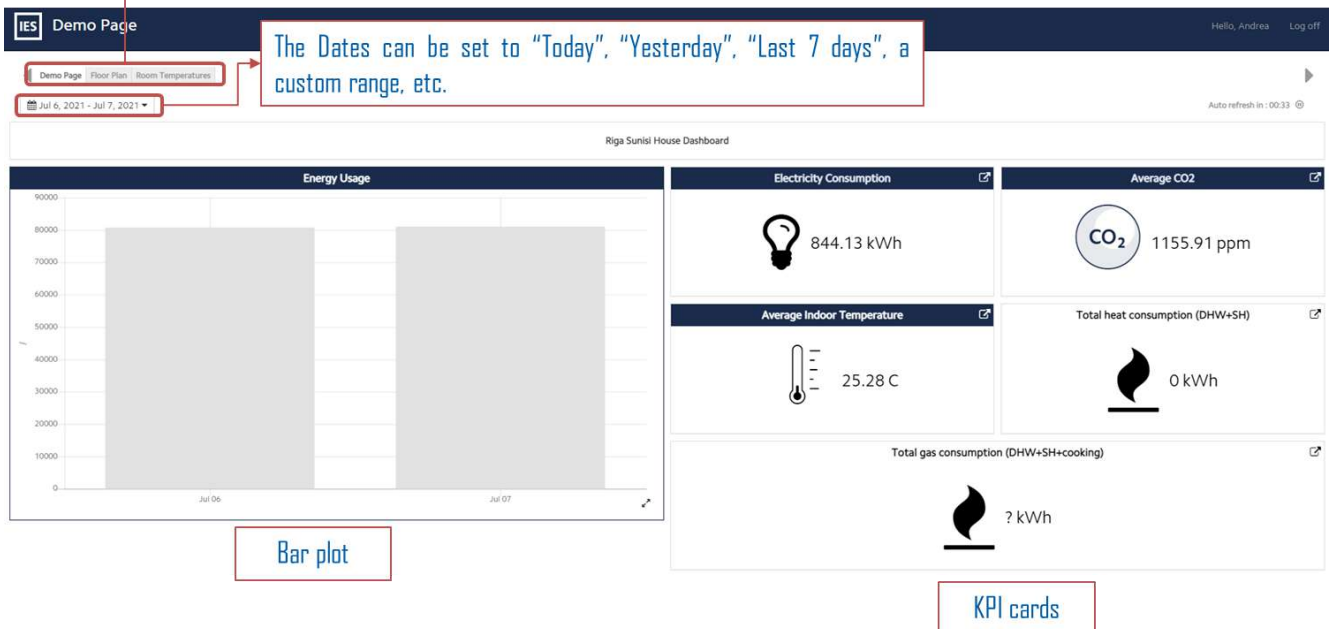 IES Demo Page
Hello, Andrea Log off
The Dates can be set to “Today”, “Yesterday”, “Last 7 days”, a
custom range, etc.
Demo Page Floor Plan Room Temperatures
Jul 6, 2021 - Jul 7, 2021
Auto refresh in : 00:33
Riga Sunisi House Dashboard
Energy Usage
90000
80000
70000
60000
50000
/
40000
30000
20000
10000
0
Jul 06 Jul 07
Electricity Consumption
844.13 kWh
Average CO2
CO₂ 1155.91 ppm
Average Indoor Temperature
25.28 C
Total heat consumption (DHW+SH)
0 kWh
Total gas consumption (DHW+SH+cooking)
? kWh
Bar plot
KPI cards